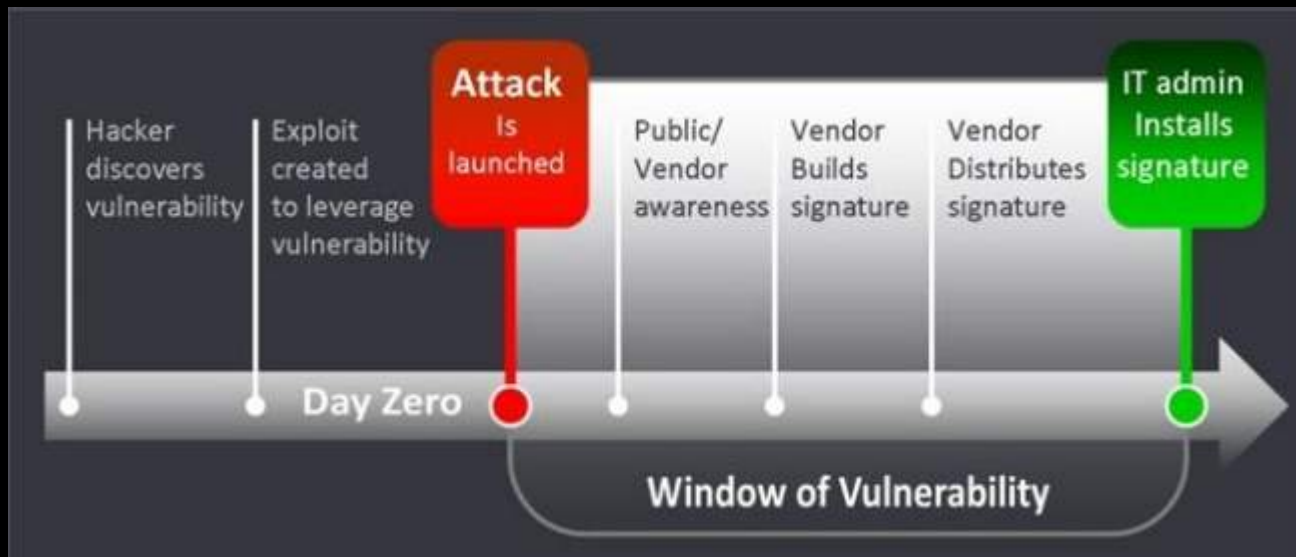 Hacker
discovers
vulnerability
Exploit
created
to leverage
vulnerability
Attack
Is
launched
Public/
Vendor
awareness
Vendor
Builds
signature
Vendor
Distributes
signature
IT admin
Installs
signature
Day Zero
Window of Vulnerability